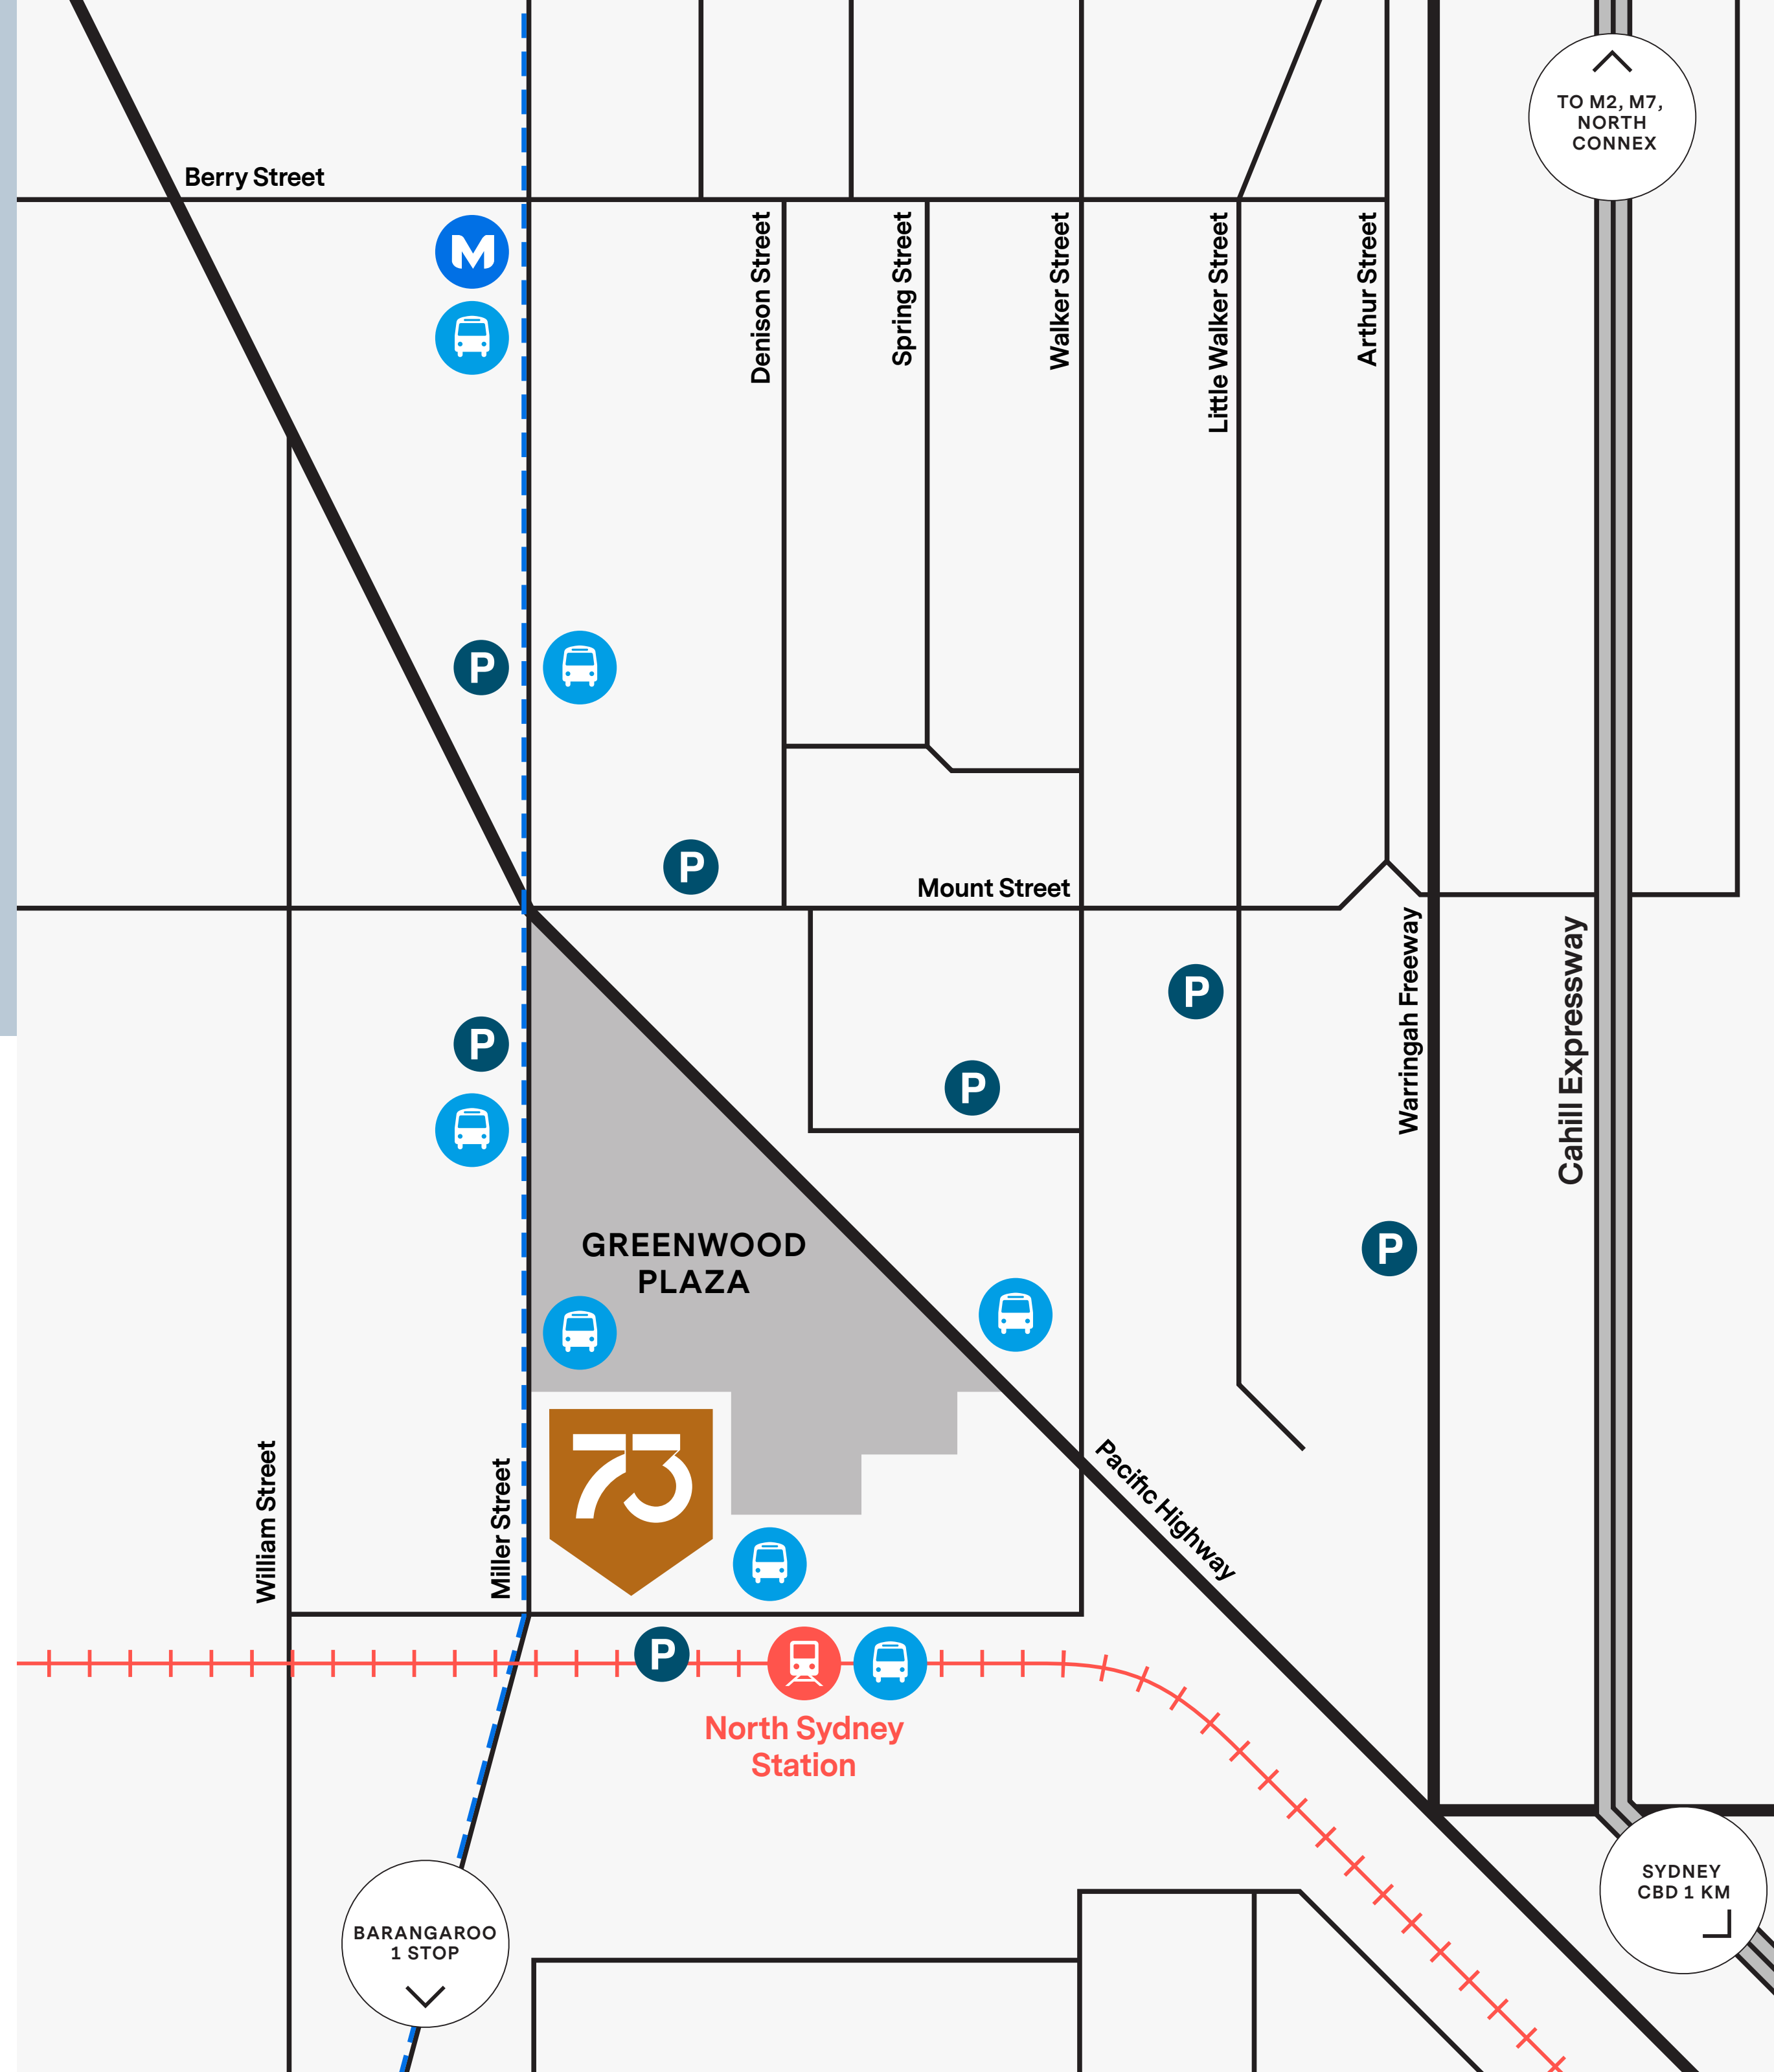 TO M2, M7,
NORTH
CONNEX
Berry Street
M
Denison Street
Spring Street
Walker Street
Little Walker Street
Arthur Street
P
P
Mount Street
Warringah Freeway
Cahill Expressway
P
P
P
P
GREENWOOD
PLAZA
73
William Street
Miller Street
Pacific Highway
P
North Sydney
Station
SYDNEY
CBD 1 KM
BARANGAROO
1 STOP